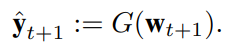 ŷ_{t+1} := G(w_{t+1}).